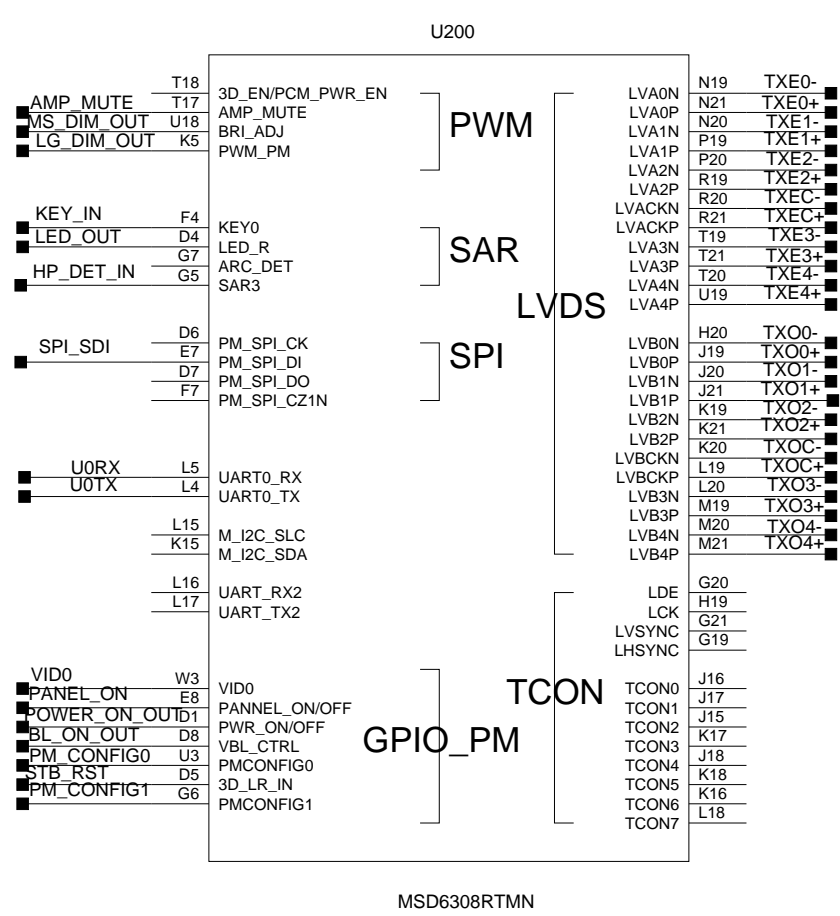 U200
T18 3D_EN/PCM_PWR_EN
AMP_MUTE T17 AMP_MUTE
MS_DIM_OUT U18 BRI_ADJ
LG_DIM_OUT K5 PWM_PM
PWM
KEY_IN F4 KEY0
LED_OUT D4 LED_R
G7 ARC_DET
HP_DET_IN G5 SAR3
SAR
D6 PM_SPI_CK
SPI_SDI E7 PM_SPI_DI
D7 PM_SPI_DO
F7 PM_SPI_CZ1N
SPI
U0RX L5 UART0_RX
U0TX L4 UART0_TX
L15 M_I2C_SLC
K15 M_I2C_SDA
L16 UART_RX2
L17 UART_TX2
VID0 W3 VID0
PANEL_ON E8 PANNEL_ON/OFF
POWER_ON_OUT D1 PWR_ON/OFF
BL_ON_OUT D8 VBL_CTRL
PM_CONFIG0 U3 PMCONFIG0
STB_RST D5 3D_LR_IN
PM_CONFIG1 G6 PMCONFIG1
GPIO_PM
LVDS
LVA0N N19 TXE0-
LVA0P N21 TXE0+
LVA1N N20 TXE1-
LVA1P P19 TXE1+
LVA2N P20 TXE2-
LVA2P R19 TXE2+
LVACKN R20 TXEC-
LVACKP R21 TXEC+
LVA3N T19 TXE3-
LVA3P T21 TXE3+
LVA4N T20 TXE4-
LVA4P U19 TXE4+
LVB0N H20 TXO0-
LVB0P J19 TXO0+
LVB1N J20 TXO1-
LVB1P J21 TXO1+
LVB2N K19 TXO2-
LVB2P K21 TXO2+
LVBCKN K20 TXOC-
LVBCKP L19 TXOC+
LVB3N L20 TXO3-
LVB3P M19 TXO3+
LVB4N M20 TXO4-
LVB4P M21 TXO4+
TCON
LDE G20
LCK H19
LVSYNC G21
LHSYNC G19
TCON0 J16
TCON1 J17
TCON2 J15
TCON3 K17
TCON4 J18
TCON5 K18
TCON6 K16
TCON7 L18
MSD6308RTMN